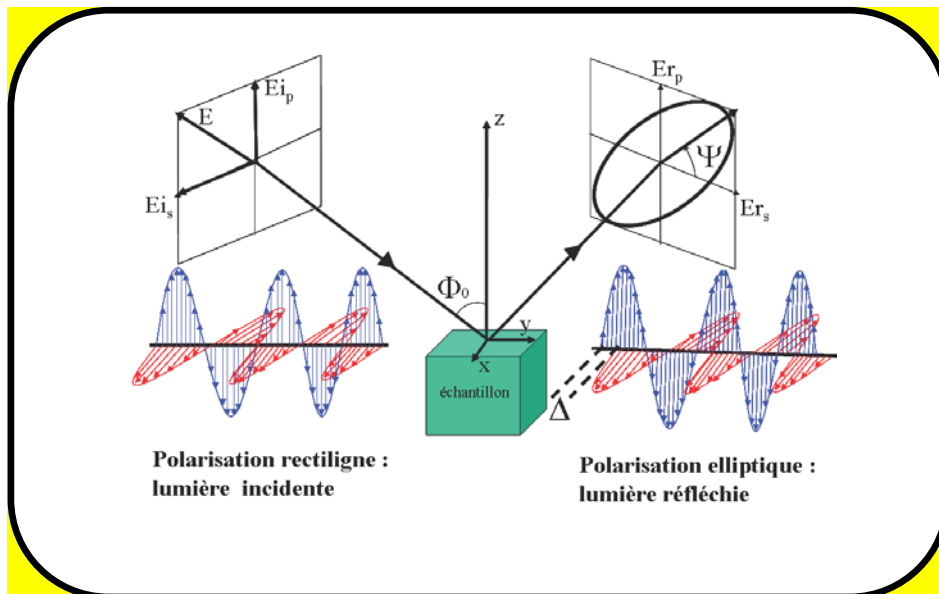 Ei_p
E
Ei_s
z
Φ₀
y
x
échantillon
Er_p
Ψ
Er_s
Δ
Polarisation rectiligne :
lumière incidente
Polarisation elliptique :
lumière réfléchie